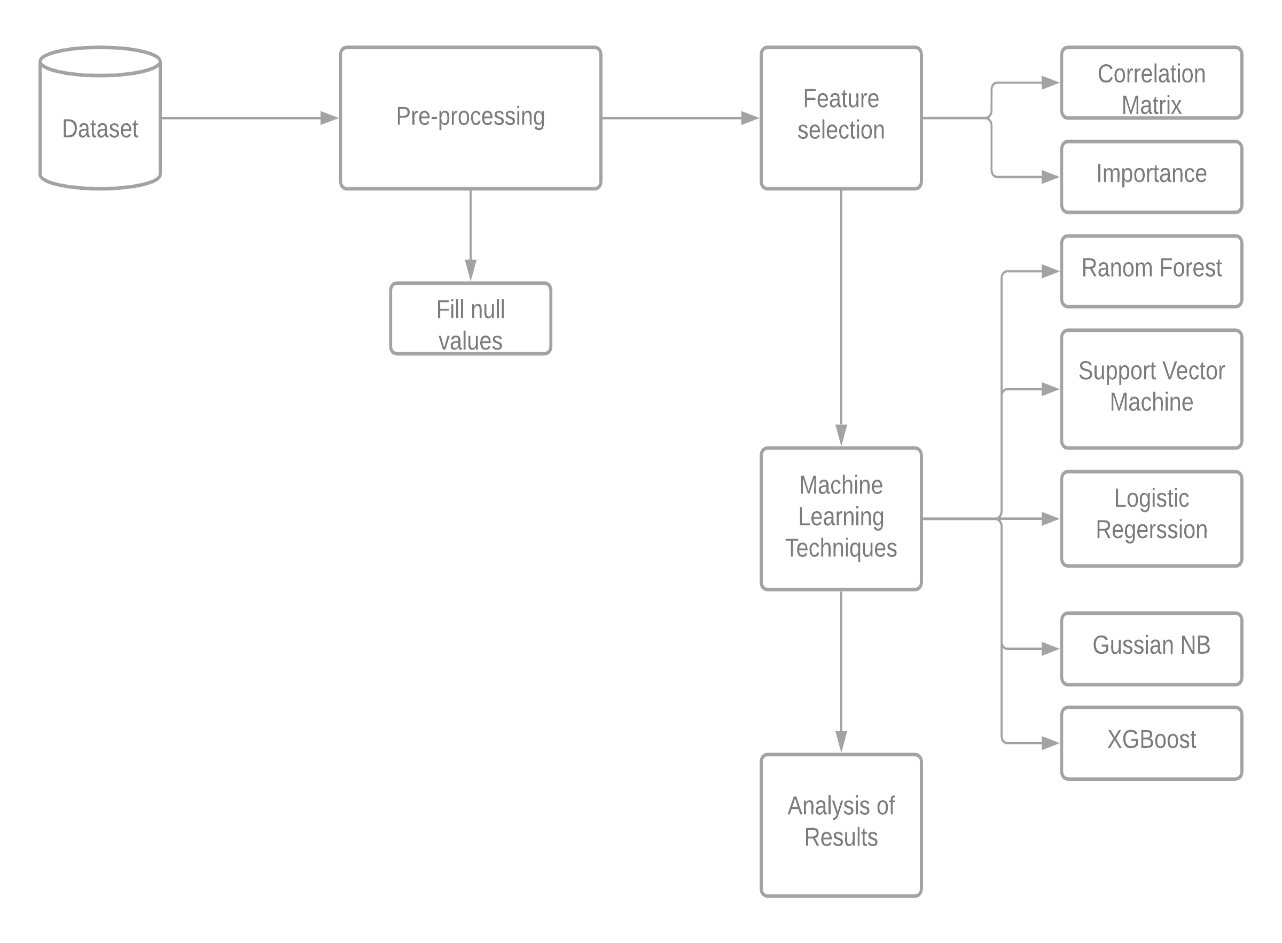 Dataset
Pre-processing
Feature
selection
Correlation
Matrix
Importance
Fill null
values
Ranom Forest
Support Vector
Machine
Machine
Learning
Techniques
Logistic
Regerssion
Gussian NB
XGBoost
Analysis of
Results